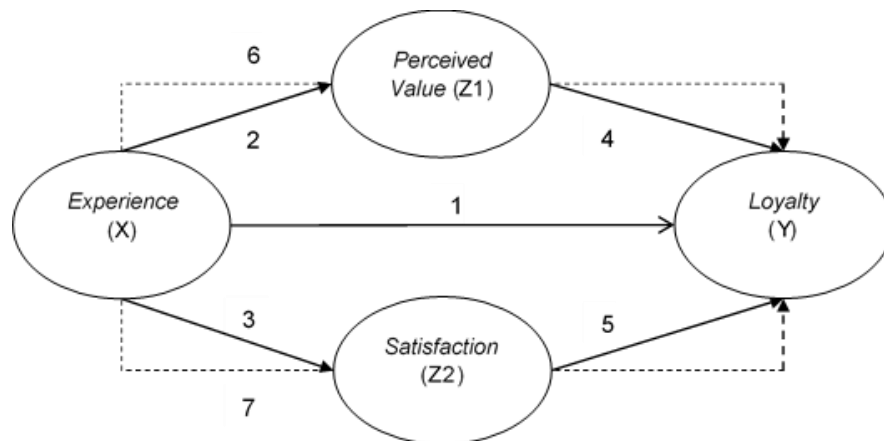 6
Perceived
Value (Z1)
2
4
Experience
(X)
1
Loyalty
(Y)
3
5
Satisfaction
(Z2)
7